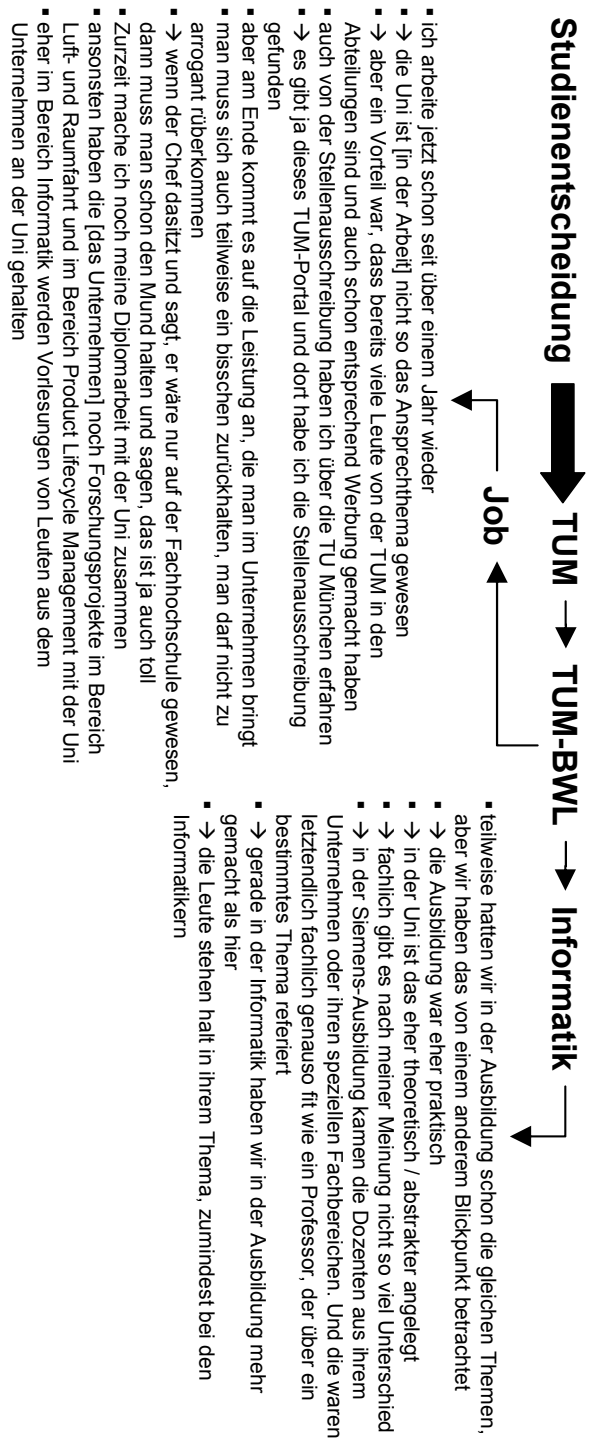 Studienentscheidung TUM TUM-BWL Informatik
Job
▪ ich arbeite jetzt schon seit über einem Jahr wieder
▪ → die Uni ist [in der Arbeit] nicht so das Ansprechthema gewesen
▪ → aber ein Vorteil war, dass bereits viele Leute von der TUM in den
Abteilungen sind und auch schon entsprechend Werbung gemacht haben
▪ auch von der Stellenausschreibung haben ich über die TU München erfahren
▪ → es gibt ja dieses TUM-Portal und dort habe ich die Stellenausschreibung
gefunden
▪ aber am Ende kommt es auf die Leistung an, die man im Unternehmen bringt
▪ man muss sich auch teilweise ein bisschen zurückhalten, man darf nicht zu
arrogant rüberkommen
▪ → wenn der Chef dasitzt und sagt, er wäre nur auf der Fachhochschule gewesen,
dann muss man schon den Mund halten und sagen, das ist ja auch toll
▪ Zurzeit mache ich noch meine Diplomarbeit mit der Uni zusammen
▪ ansonsten haben die [das Unternehmen] noch Forschungsprojekte im Bereich
Luft- und Raumfahrt und im Bereich Product Lifecycle Management mit der Uni
▪ eher im Bereich Informatik werden Vorlesungen von Leuten aus dem
Unternehmen an der Uni gehalten
▪ teilweise hatten wir in der Ausbildung schon die gleichen Themen,
aber wir haben das von einem anderem Blickpunkt betrachtet
▪ → die Ausbildung war eher praktisch
▪ → in der Uni ist das eher theoretisch / abstrakter angelegt
▪ → fachlich gibt es nach meiner Meinung nicht so viel Unterschied
▪ → in der Siemens-Ausbildung kamen die Dozenten aus ihrem
Unternehmen oder ihren speziellen Fachbereichen. Und die waren
letztendlich fachlich genauso fit wie ein Professor, der über ein
bestimmtes Thema referiert
▪ → gerade in der Informatik haben wir in der Ausbildung mehr
gemacht als hier
▪ → die Leute stehen halt in ihrem Thema, zumindest bei den
Informatikern